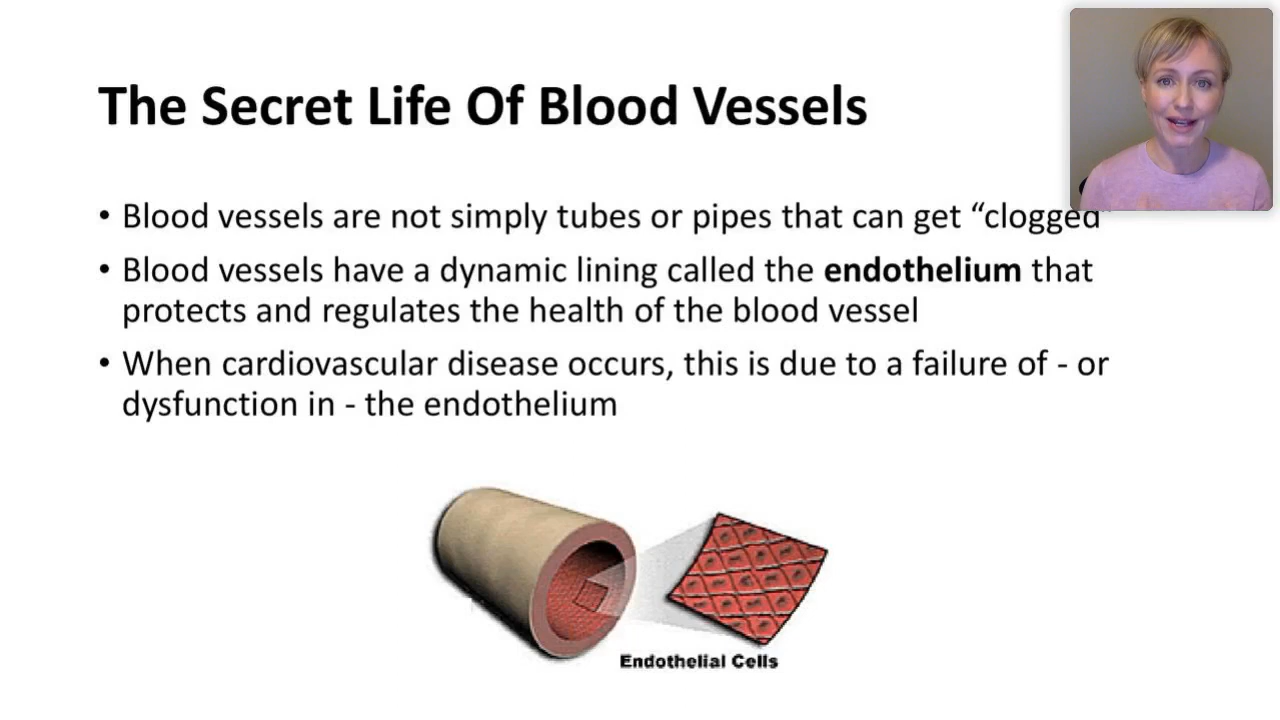 The Secret Life Of Blood Vessels
• Blood vessels are not simply tubes or pipes that can get “clogged”
• Blood vessels have a dynamic lining called the endothelium that
protects and regulates the health of the blood vessel
• When cardiovascular disease occurs, this is due to a failure of - or
dysfunction in - the endothelium
Endothelial Cells